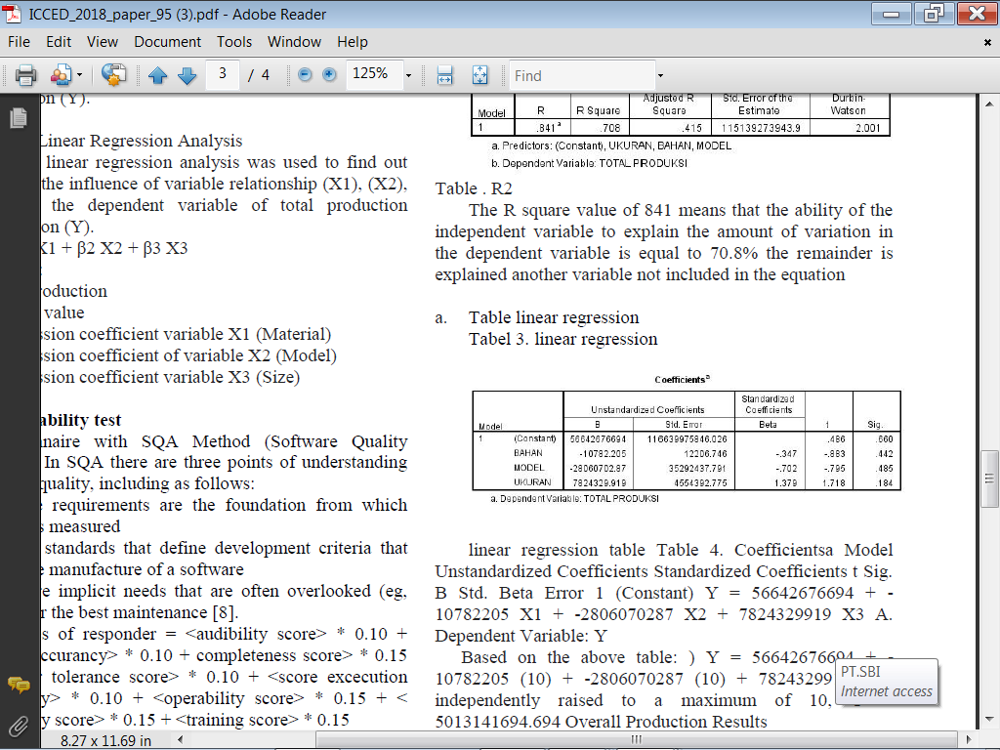 ICCED_2018_paper_95 (3).pdf - Adobe Reader
File Edit View Document Tools Window Help
3 / 4 125% Find
on (Y).
Linear Regression Analysis
linear regression analysis was used to find out
the influence of variable relationship (X1), (X2),
the dependent variable of total production
on (Y).
X1 + β2 X2 + β3 X3
:
roduction
value
ssion coefficient variable X1 (Material)
ssion coefficient of variable X2 (Model)
ssion coefficient variable X3 (Size)
ability test
nnaire with SQA Method (Software Quality
In SQA there are three points of understanding
quality, including as follows:
e requirements are the foundation from which
s measured
standards that define development criteria that
e manufacture of a software
re implicit needs that are often overlooked (eg,
r the best maintenance [8].
s of responder = <audibility score> * 0.10 +
ccurancy> * 0.10 + completeness score> * 0.15
r tolerance score> * 0.10 + <score excecution
y> * 0.10 + <operability score> * 0.15 + <
y score> * 0.15 + <training score> * 0.15
Model R R Square Adjusted R Square Std. Error of the Estimate Durbin-Watson
1 .841a .708 .415 115139273943.9 2.001
a. Predictors: (Constant), UKURAN, BAHAN, MODEL
b. Dependent Variable: TOTAL PRODUKSI
Table . R2
The R square value of 841 means that the ability of the
independent variable to explain the amount of variation in
the dependent variable is equal to 70.8% the remainder is
explained another variable not included in the equation
a. Table linear regression
Tabel 3. linear regression
Coefficientsa
Unstandardized Coefficients Standardized Coefficients
Model B Std. Error Beta t Sig.
1 (Constant) 56642676694 116639975846.026 .486 .660
BAHAN -10782.205 12206.746 -.347 -.883 .442
MODEL -28060702.87 35292437.791 -.702 -.795 .485
UKURAN 7824329.919 4554392.775 1.379 1.718 .184
a. Dependent Variable: TOTAL PRODUKSI
linear regression table Table 4. Coefficientsa Model
Unstandardized Coefficients Standardized Coefficients t Sig.
B Std. Beta Error 1 (Constant) Y = 56642676694 + -
10782205 X1 + -2806070287 X2 + 7824329919 X3 A.
Dependent Variable: Y
Based on the above table: ) Y = 56642676694 + -
10782205 (10) + -2806070287 (10) + 78243299
independently raised to a maximum of 10,
5013141694.694 Overall Production Results
PT.SBI
Internet access
8.27 x 11.69 in